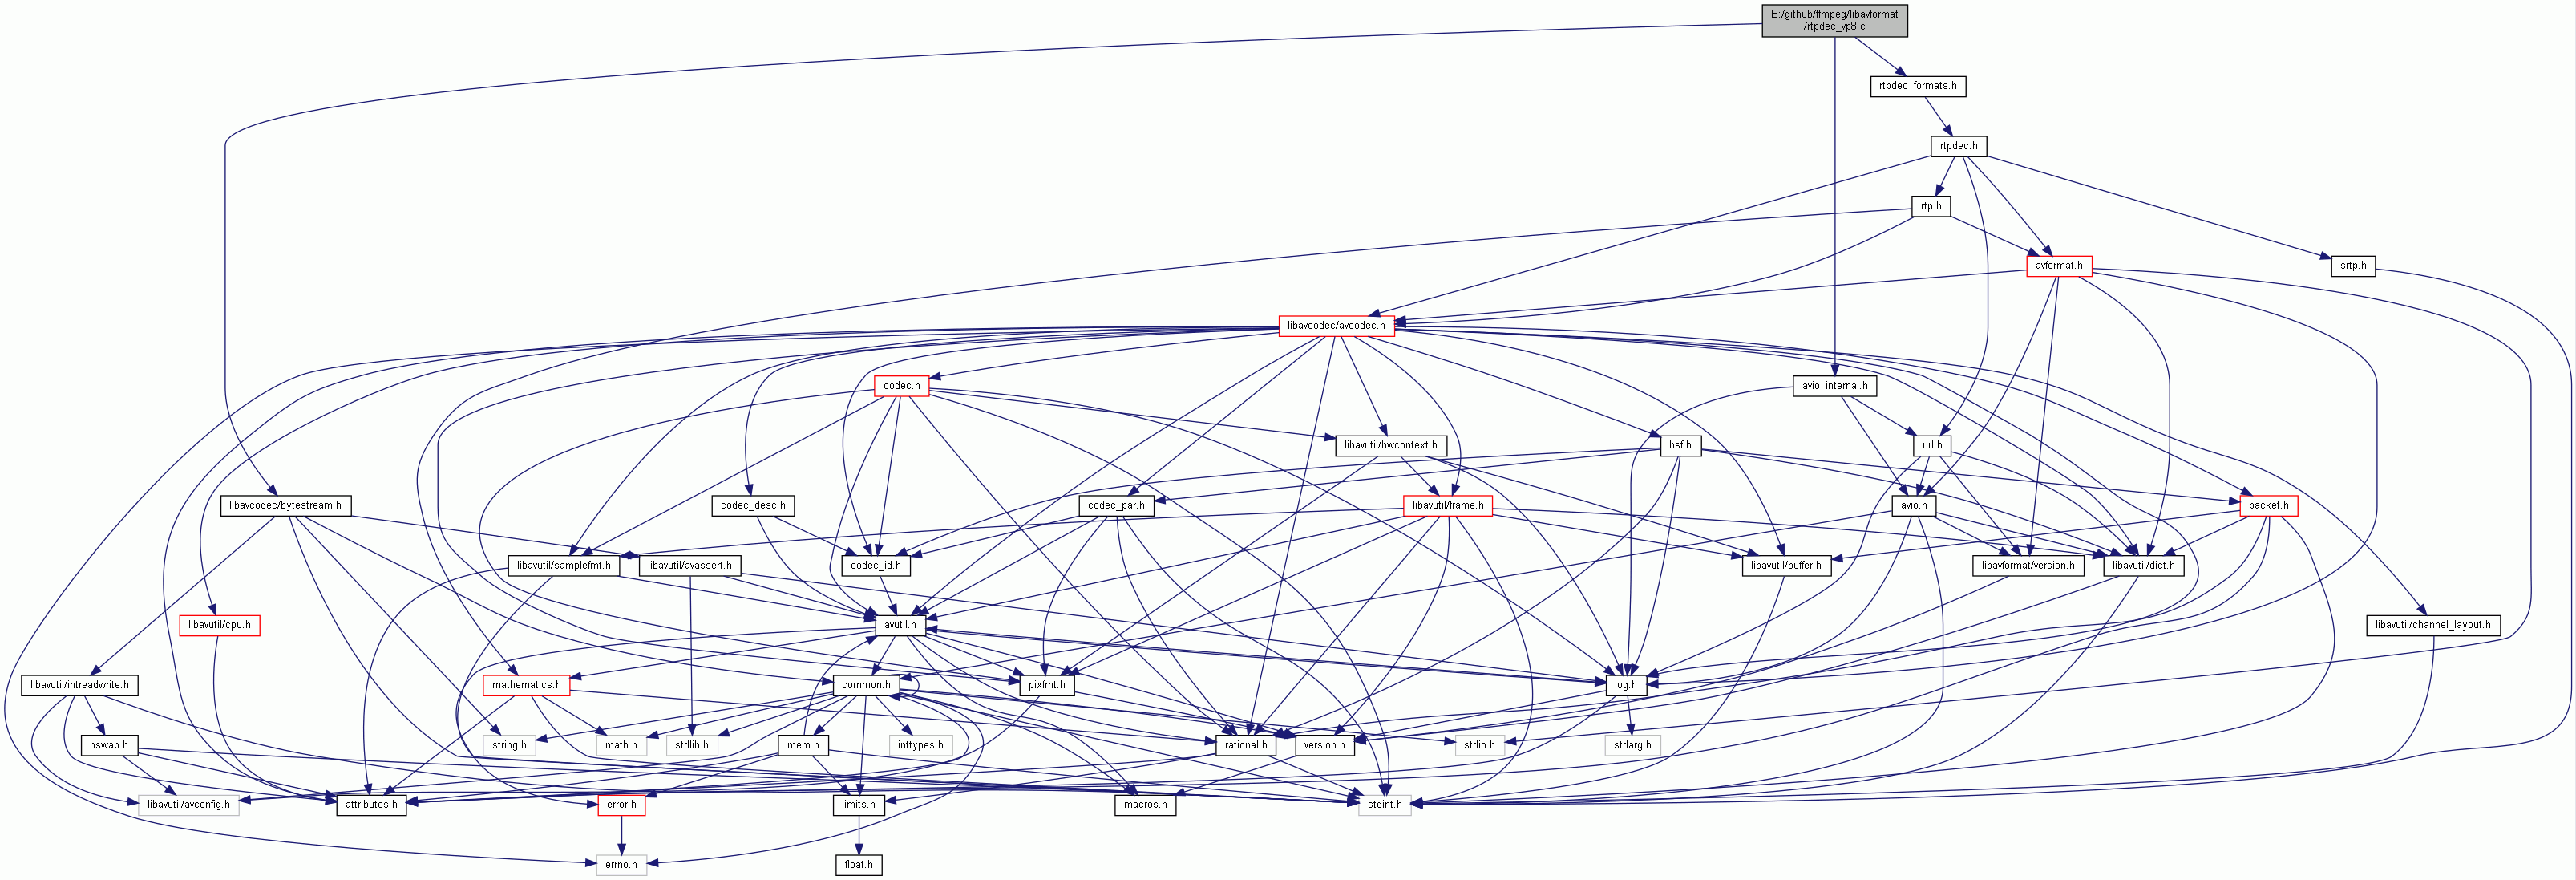 E:/github/ffmpeg/libavformat
/rtpdec_vp8.c
rtpdec_formats.h
rtpdec.h
rtp.h
avformat.h
srtp.h
libavcodec/avcodec.h
codec.h
avio_internal.h
libavutil/hwcontext.h
bsf.h
url.h
libavcodec/bytestream.h
codec_desc.h
codec_par.h
libavutil/frame.h
avio.h
packet.h
libavutil/samplefmt.h
libavutil/avassert.h
codec_id.h
libavutil/buffer.h
libavformat/version.h
libavutil/dict.h
libavutil/cpu.h
avutil.h
libavutil/channel_layout.h
libavutil/intreadwrite.h
mathematics.h
common.h
pixfmt.h
log.h
bswap.h
string.h
math.h
stdlib.h
mem.h
inttypes.h
rational.h
version.h
stdio.h
stdarg.h
libavutil/avconfig.h
attributes.h
error.h
limits.h
macros.h
stdint.h
errno.h
float.h